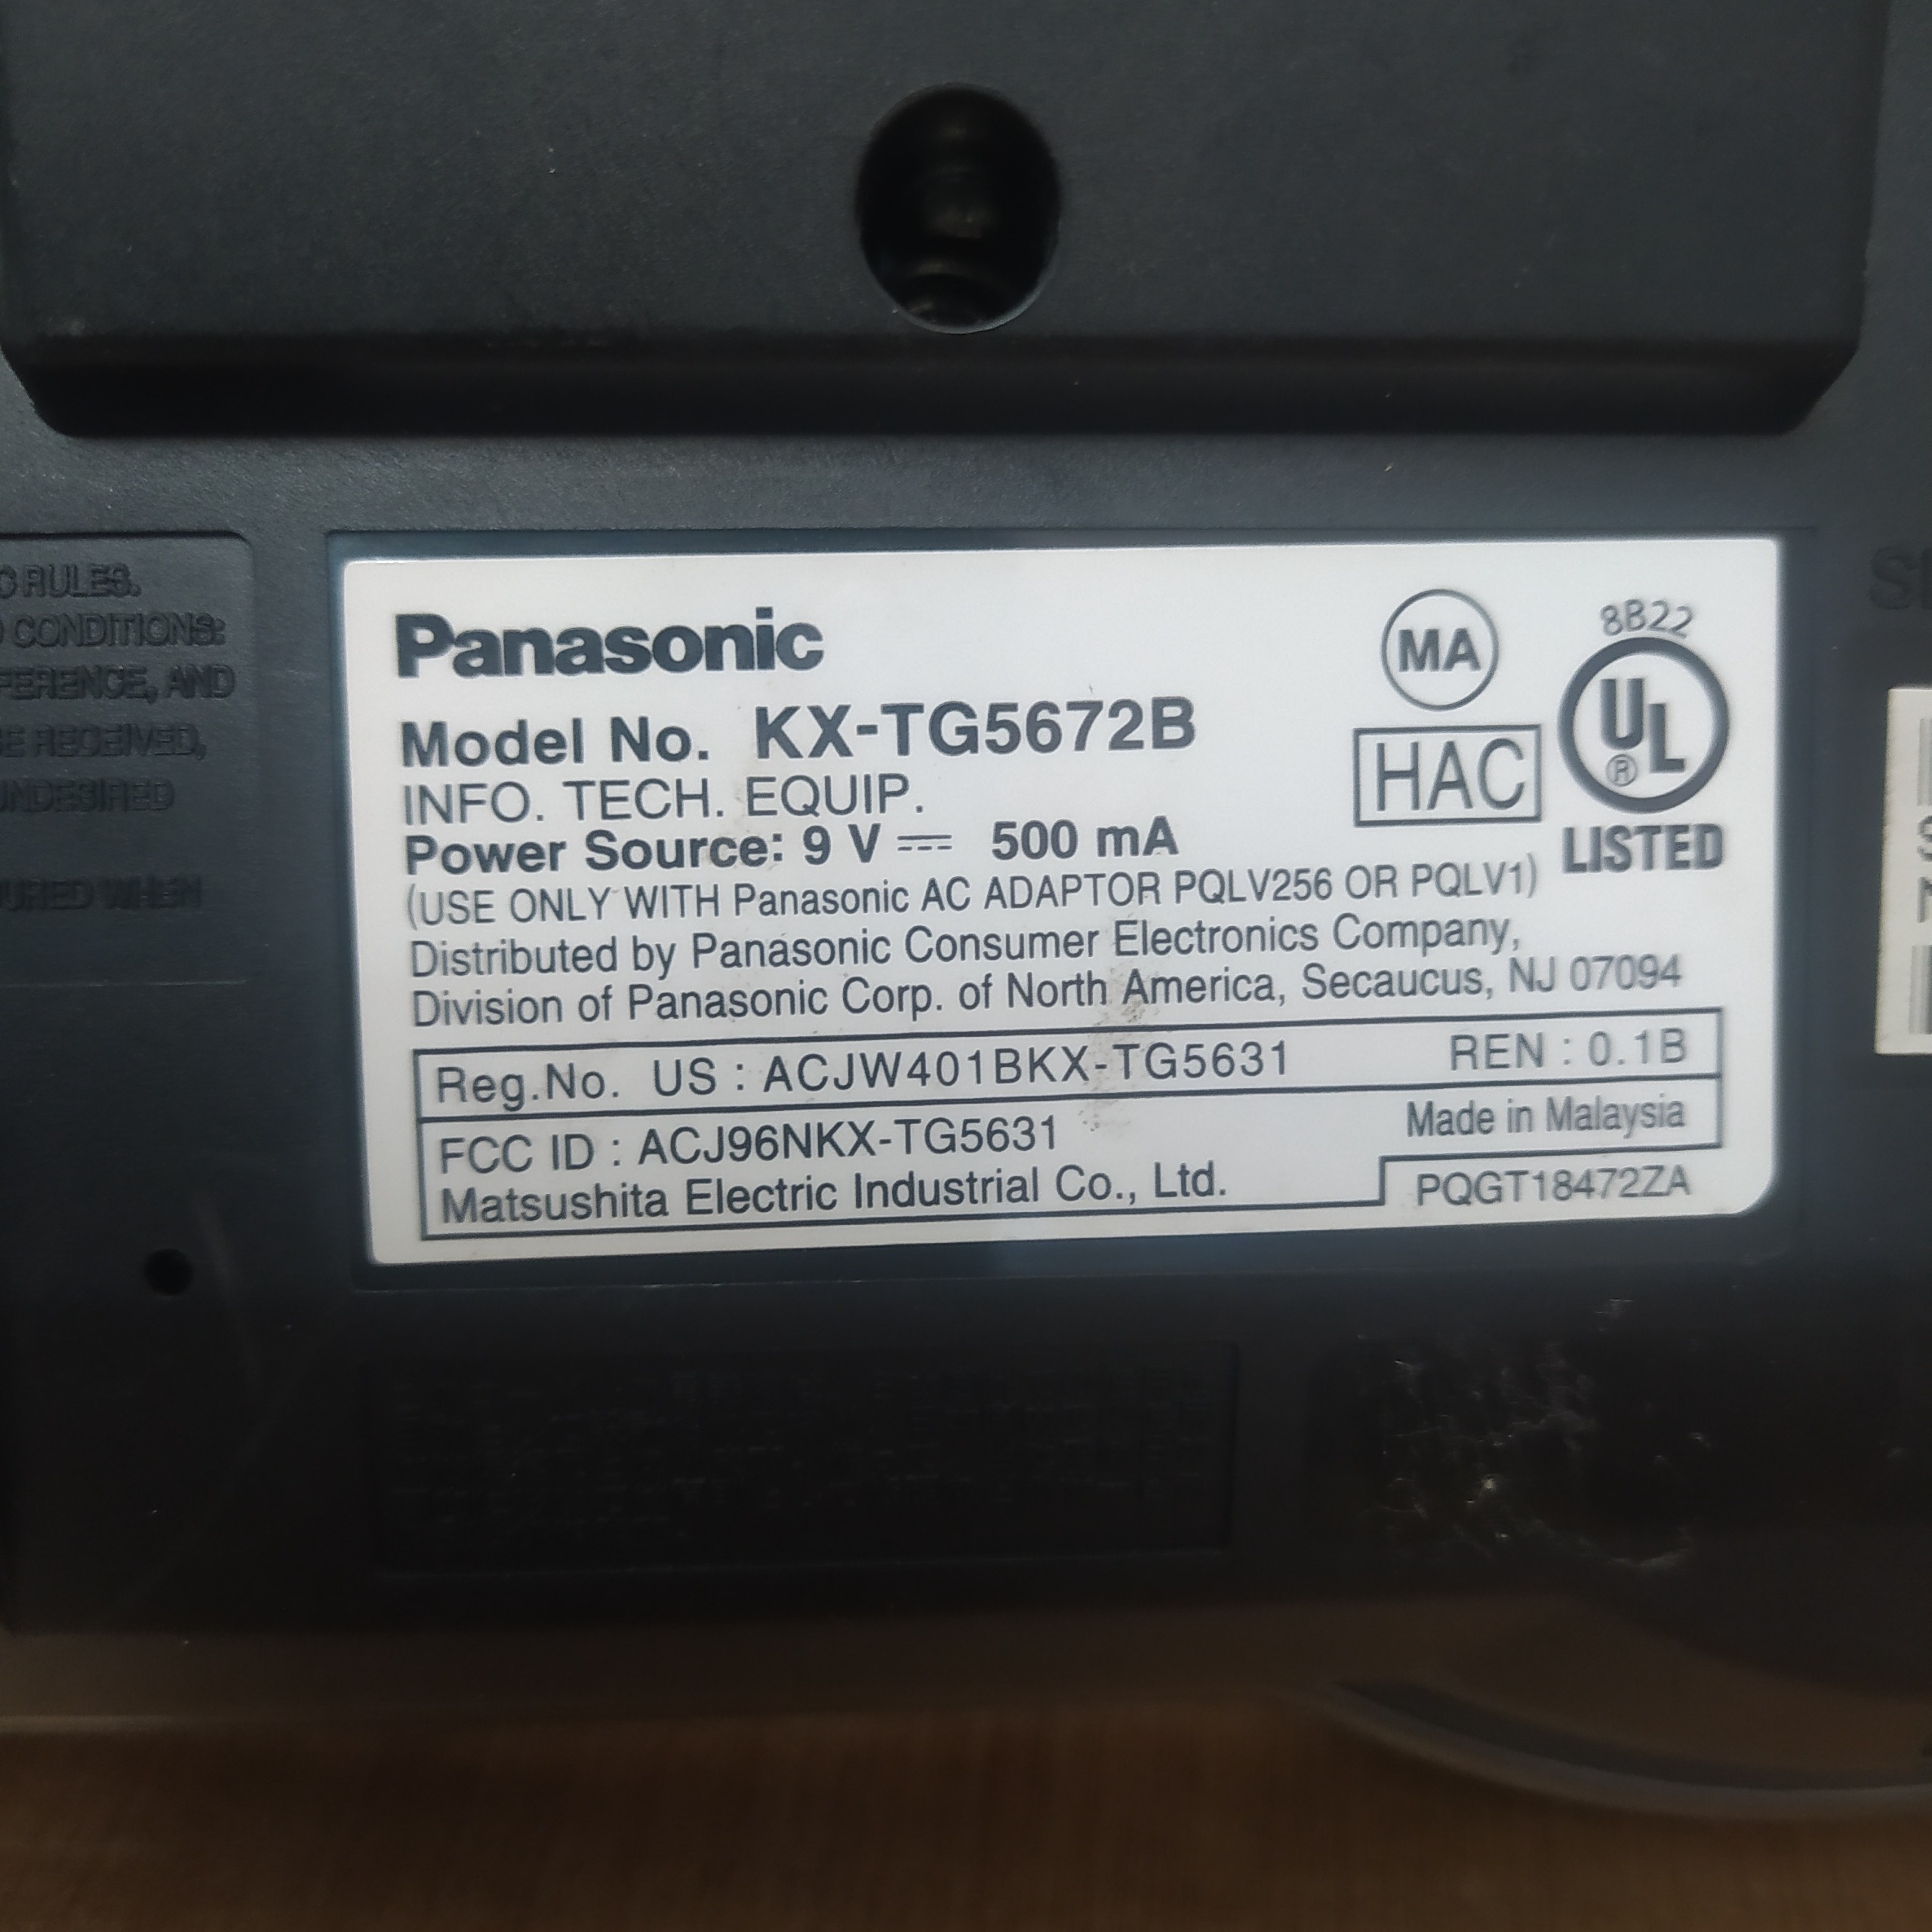 C RULES.
CONDITIONS:
FERENCE, AND
BE RECEIVED,
UNDESIRED
URED WHEN
Panasonic
Model No. KX-TG5672B
INFO. TECH. EQUIP.
Power Source: 9 V ⎓ 500 mA
(USE ONLY WITH Panasonic AC ADAPTOR PQLV256 OR PQLV1)
Distributed by Panasonic Consumer Electronics Company,
Division of Panasonic Corp. of North America, Secaucus, NJ 07094
MA
HAC
8B22
UL
®
LISTED
Reg.No. US : ACJW401BKX-TG5631 REN : 0.1B
FCC ID : ACJ96NKX-TG5631 Made in Malaysia
Matsushita Electric Industrial Co., Ltd. PQGT18472ZA